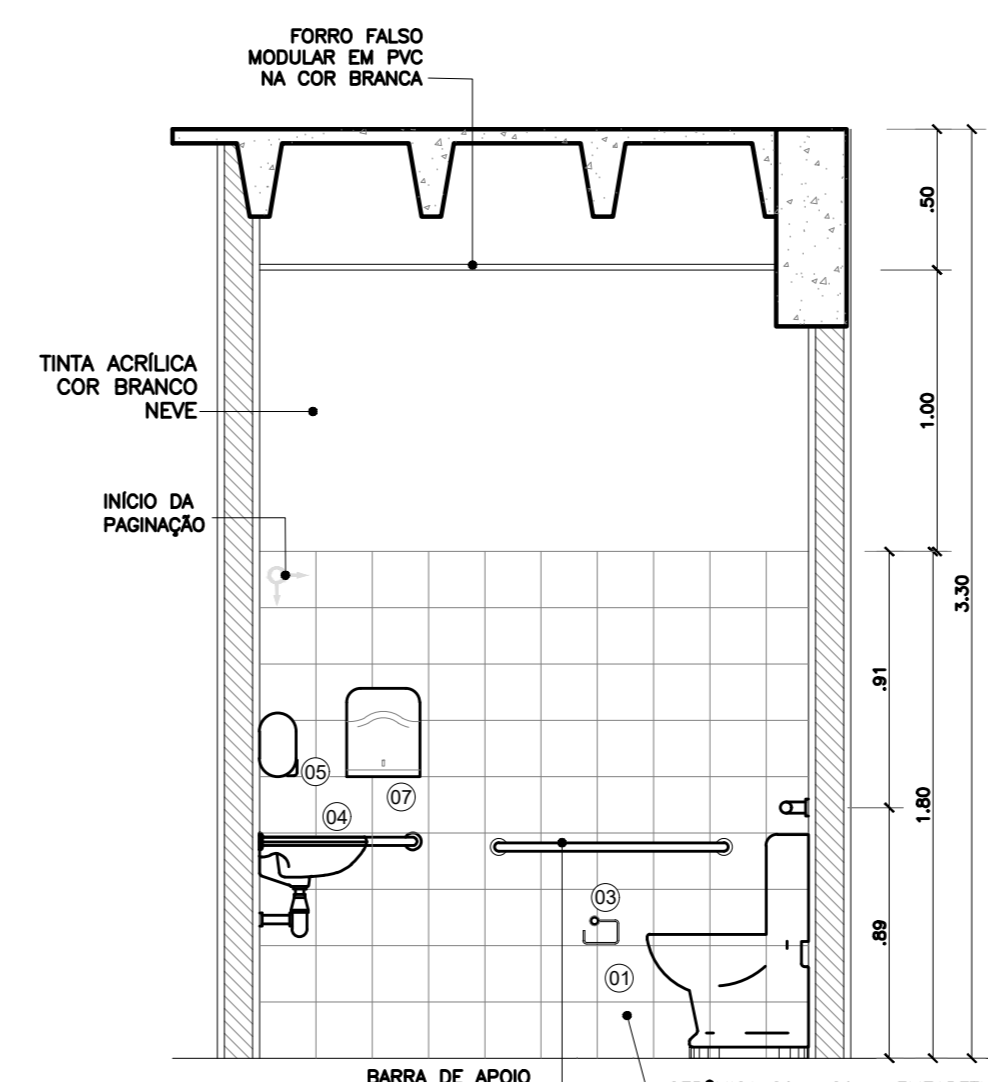 FORRO FALSO
MODULAR EM PVC
NA COR BRANCA
.50
TINTA ACRÍLICA
COR BRANCO
NEVE
1.00
INÍCIO DA
PAGINAÇÃO
3.30
.91
05
07
04
1.80
03
.89
01
BARRA DE APOIO